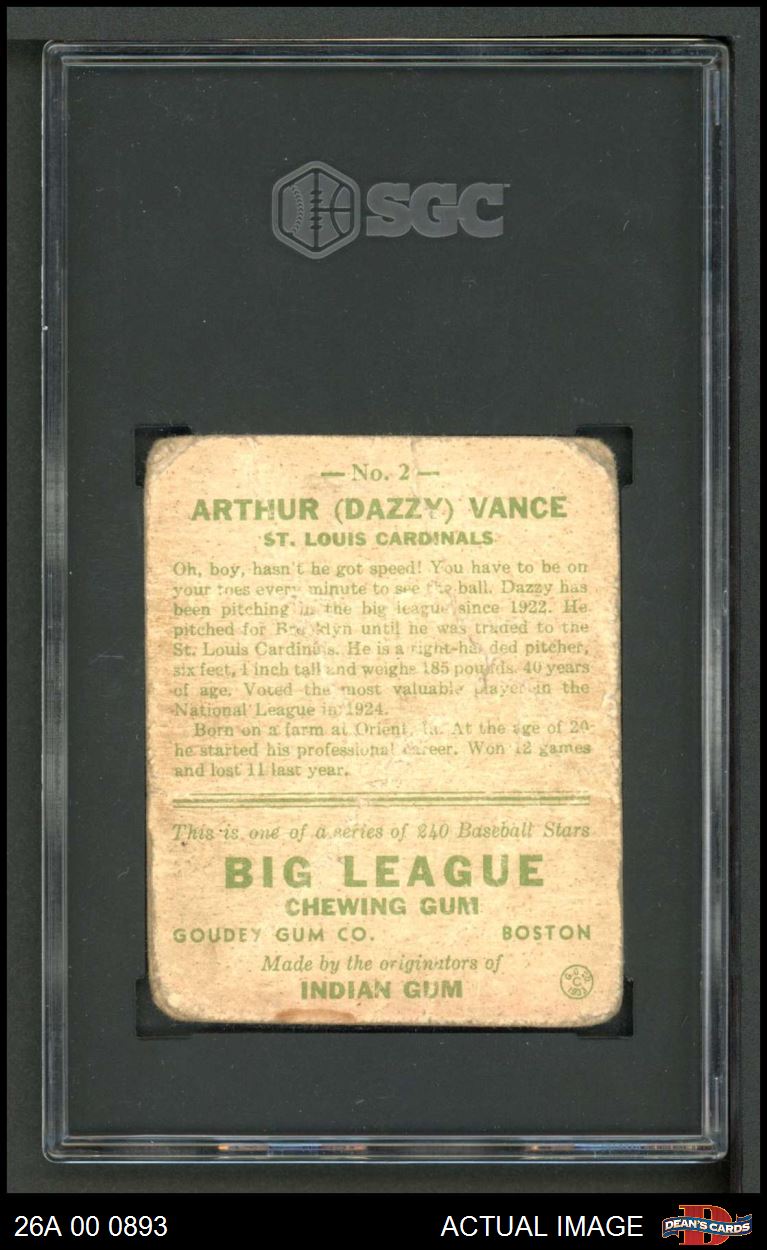 SGC
— No. 2 —
ARTHUR (DAZZY) VANCE
ST. LOUIS CARDINALS
Oh, boy, hasn't he got speed! You have to be on
your toes every minute to see the ball. Dazzy has
been pitching in the big league since 1922. He
pitched for Brooklyn until he was traded to the
St. Louis Cardinals. He is a right-handed pitcher,
six feet, 1 inch tall and weighs 185 pounds. 40 years
of age. Voted the most valuable player in the
National League in 1924.
Born on a farm at Orient, Ia. At the age of 20
he started his professional career. Won 12 games
and lost 11 last year.
This is one of a series of 240 Baseball Stars
BIG LEAGUE
CHEWING GUM
GOUDEY GUM CO. BOSTON
Made by the originators of
INDIAN GUM
26A 00 0893 ACTUAL IMAGE DEAN'S CARDS